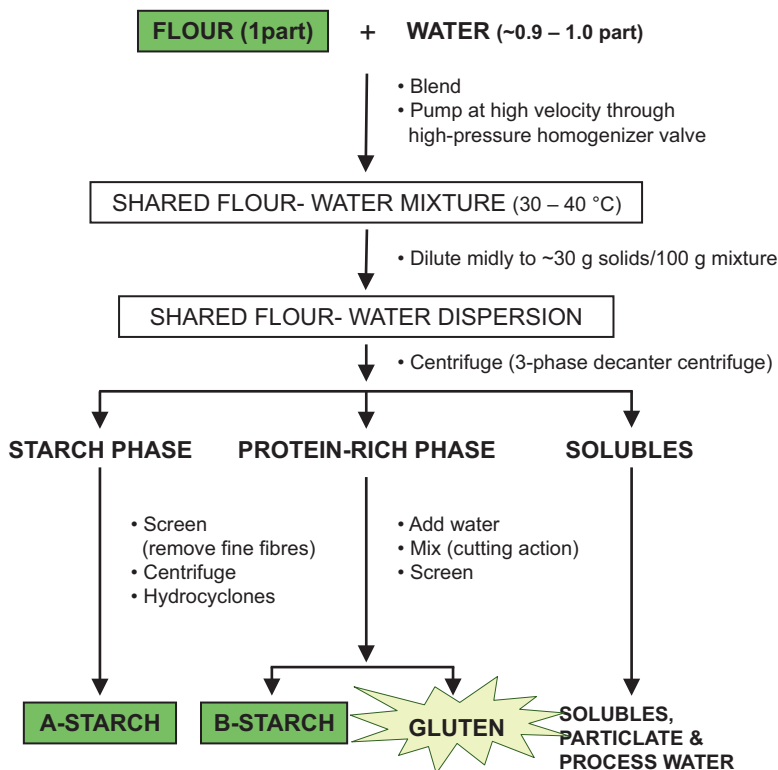 FLOUR (1part) + WATER (~0.9 – 1.0 part)
• Blend
• Pump at high velocity through
high-pressure homogenizer valve
SHARED FLOUR- WATER MIXTURE (30 – 40 °C)
• Dilute midly to ~30 g solids/100 g mixture
SHARED FLOUR- WATER DISPERSION
• Centrifuge (3-phase decanter centrifuge)
STARCH PHASE
PROTEIN-RICH PHASE
SOLUBLES
• Screen
(remove fine fibres)
• Centrifuge
• Hydrocyclones
• Add water
• Mix (cutting action)
• Screen
A-STARCH
B-STARCH
GLUTEN
SOLUBLES,
PARTICLATE &
PROCESS WATER